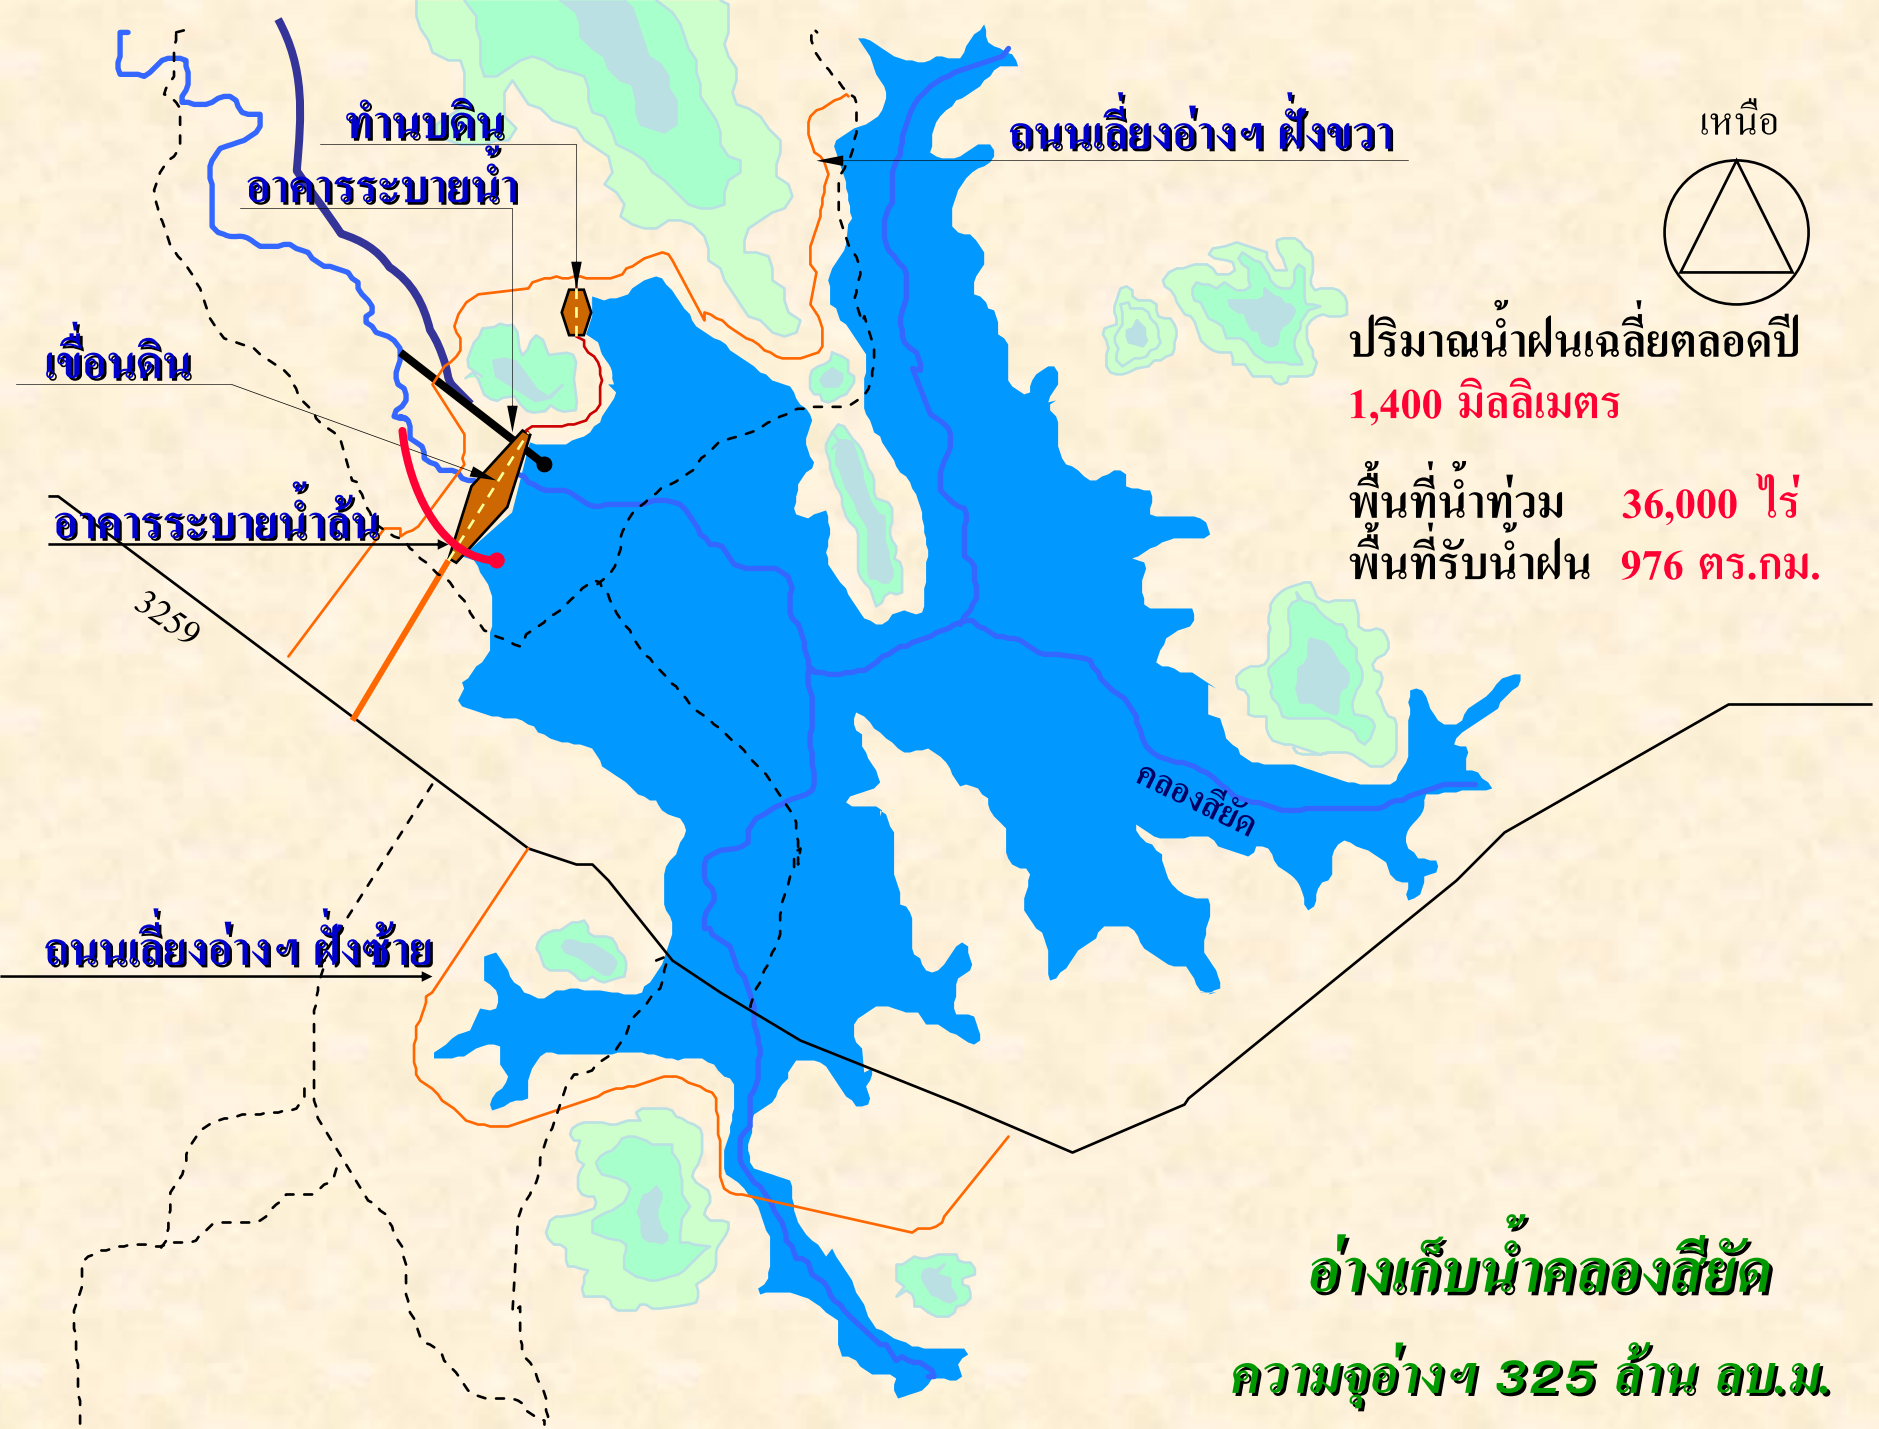 ทำนบดิน
อาคารระบายน้ำ
ถนนเลี่ยงอ่างฯ ฝั่งขวา
เหนือ
เขื่อนดิน
ปริมาณน้ำฝนเฉลี่ยตลอดปี
1,400 มิลลิเมตร
พื้นที่น้ำท่วม 36,000 ไร่
พื้นที่รับน้ำฝน 976 ตร.กม.
อาคารระบายน้ำล้น
3259
คลองสียัด
ถนนเลี่ยงอ่างฯ ฝั่งซ้าย
อ่างเก็บน้ำคลองสียัด
ความจุอ่างฯ 325 ล้าน ลบ.ม.